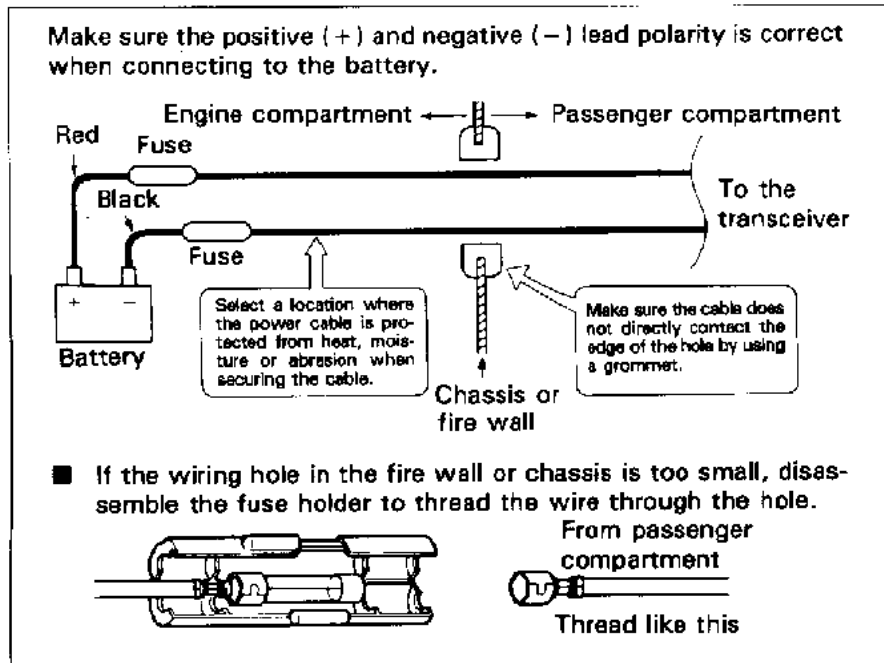 Make sure the positive (+) and negative (−) lead polarity is correct
when connecting to the battery.
Engine compartment
Passenger compartment
Red
Fuse
Black
Fuse
To the
transceiver
+
−
Battery
Select a location where
the power cable is pro-
tected from heat, mois-
ture or abrasion when
securing the cable.
Make sure the cable does
not directly contact the
edge of the hole by using
a grommet.
Chassis or
fire wall
■ If the wiring hole in the fire wall or chassis is too small, disas-
semble the fuse holder to thread the wire through the hole.
From passenger
compartment
Thread like this